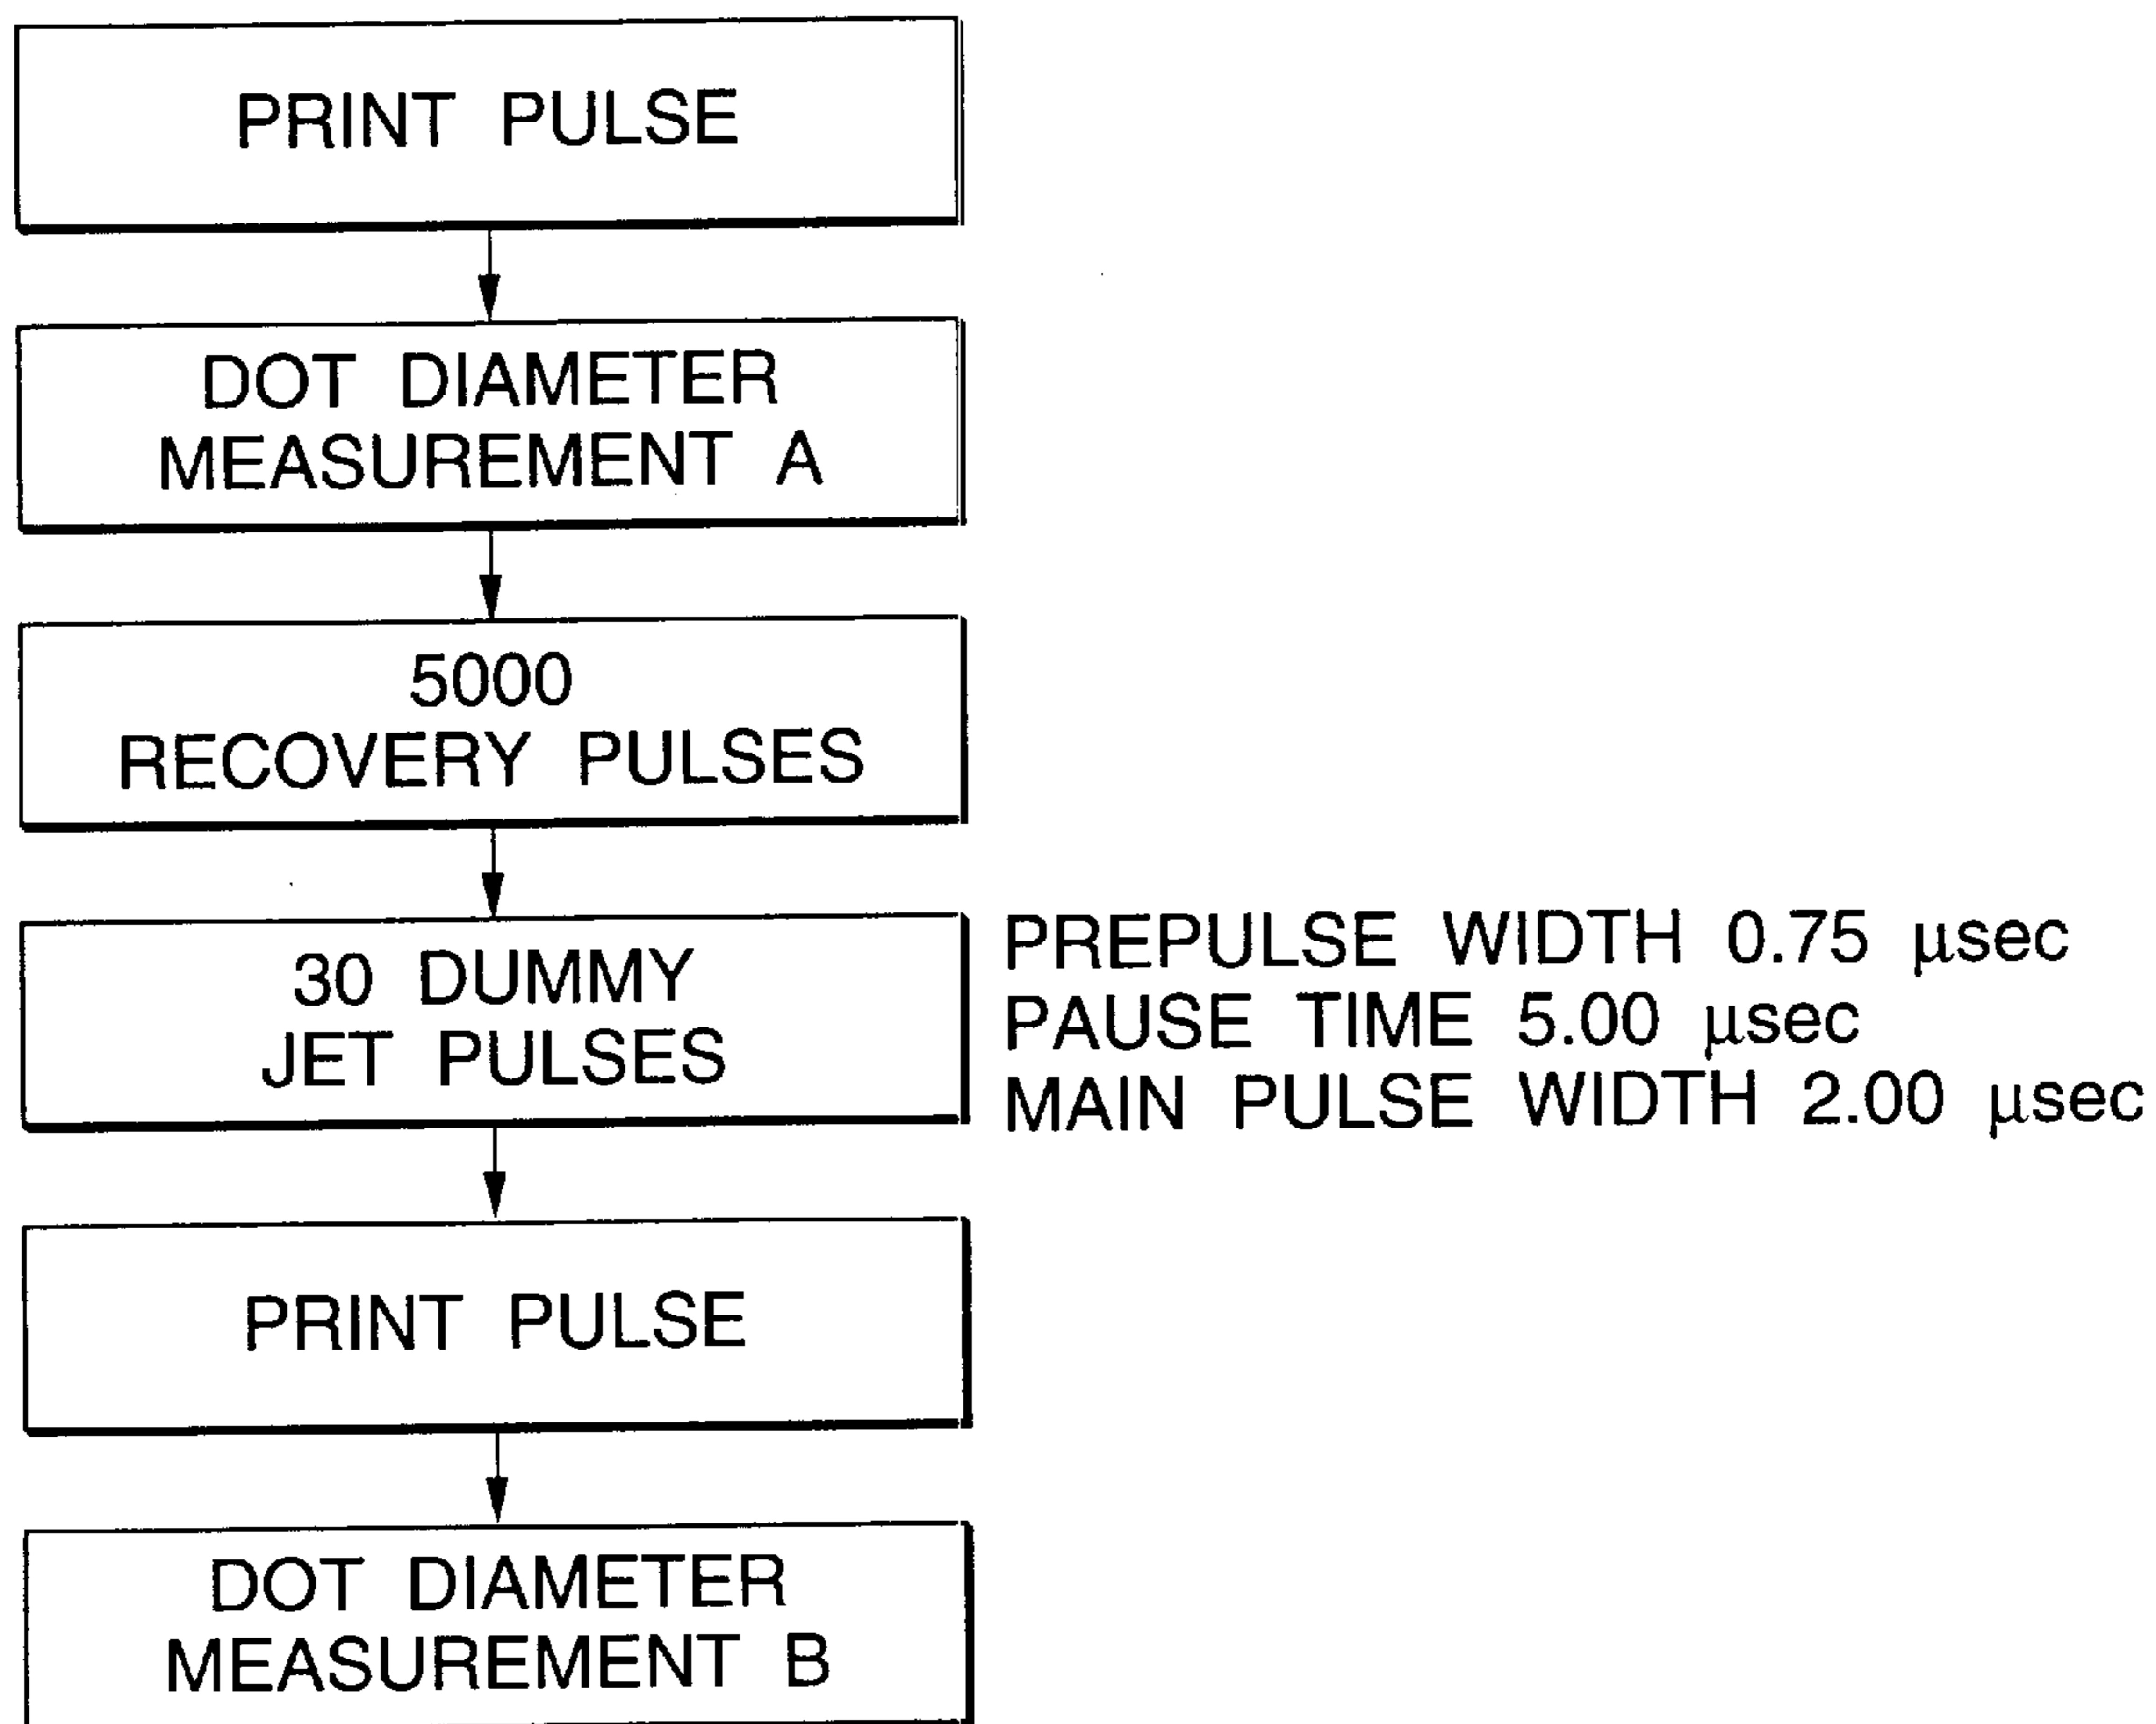 PRINT PULSE
DOT DIAMETER
MEASUREMENT A
5000
RECOVERY PULSES
30 DUMMY
JET PULSES
PREPULSE WIDTH 0.75 µsec
PAUSE TIME 5.00 µsec
MAIN PULSE WIDTH 2.00 µsec
PRINT PULSE
DOT DIAMETER
MEASUREMENT B